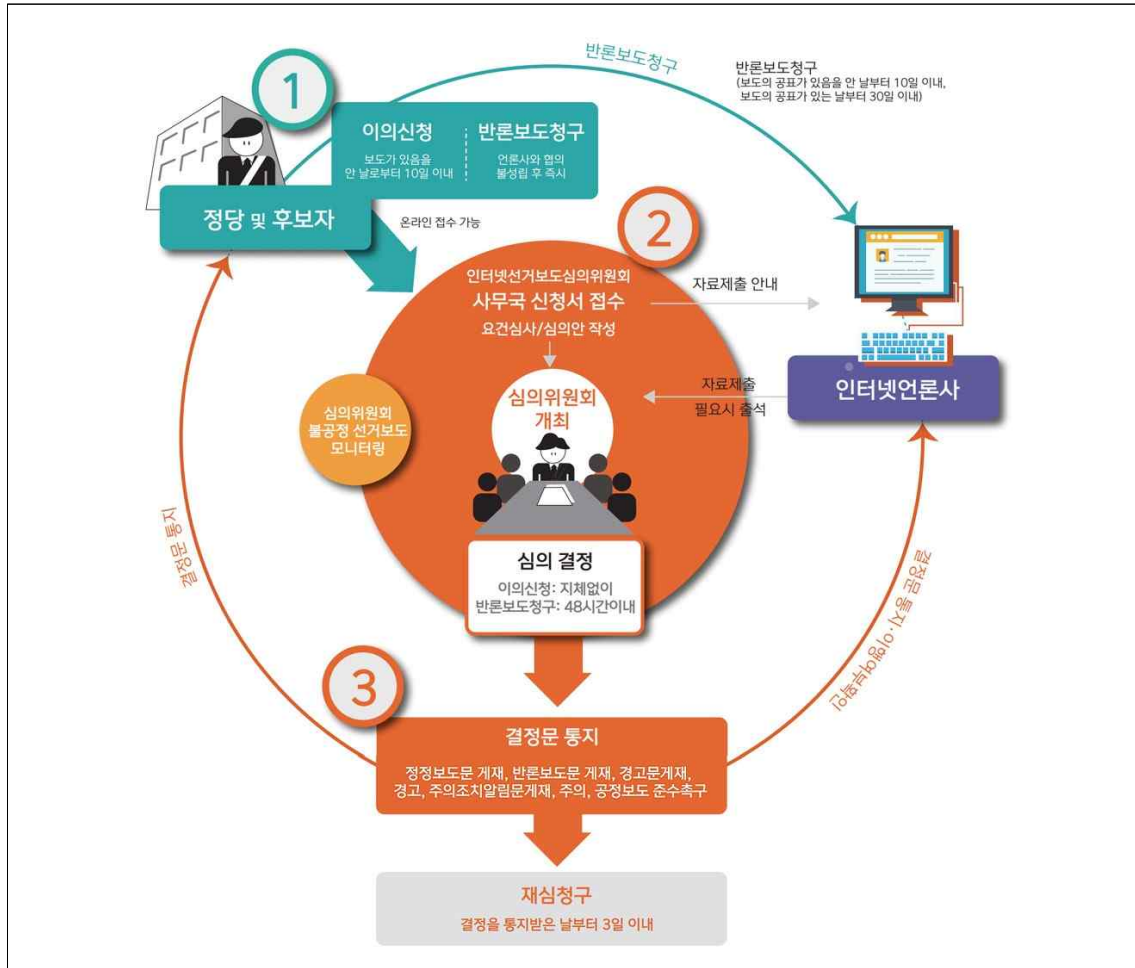 반론보도청구
반론보도청구
(보도의 공표가 있음을 안 날부터 10일 이내,
보도의 공표가 있는 날부터 30일 이내)
1
이의신청
보도가 있음을
안 날로부터 10일 이내
반론보도청구
언론사와 협의
불성립 후 즉시
정당 및 후보자
온라인 접수 가능
2
인터넷선거보도심의위원회
사무국 신청서 접수
요건심사/심의안 작성
자료제출 안내
인터넷언론사
자료제출
필요시 출석
심의위원회
개최
심의위원회
불공정 선거보도
모니터링
심의 결정
이의신청: 지체없이
반론보도청구: 48시간이내
결정문 통지
결정문 통지·이행여부확인
3
결정문 통지
정정보도문 게재, 반론보도문 게재, 경고문게재,
경고, 주의조치알림문게재, 주의, 공정보도 준수촉구
재심청구
결정을 통지받은 날부터 3일 이내